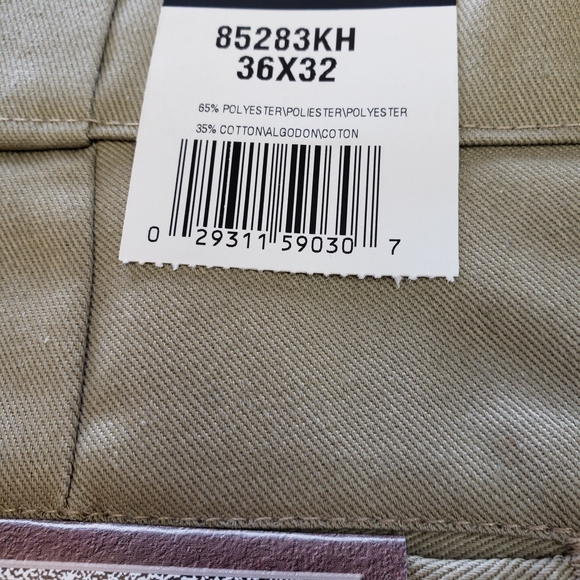 85283KH
36X32
65% POLYESTER\POLIESTER\POLYESTER
35% COTTON\ALGODON\COTON
0 29311 59030 7